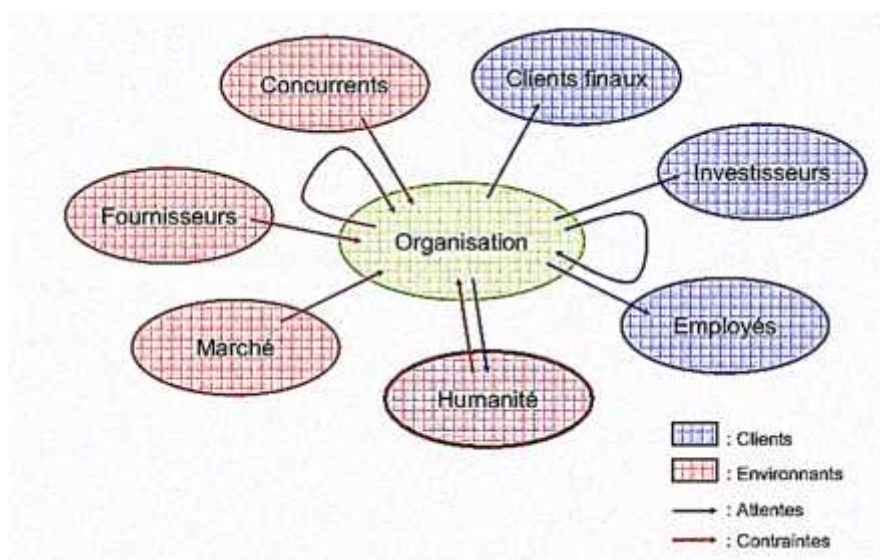 Concurrents
Clients finaux
Investisseurs
Fournisseurs
Organisation
Employés
Marché
Humanité
: Clients
: Environnants
: Attentes
: Contraintes